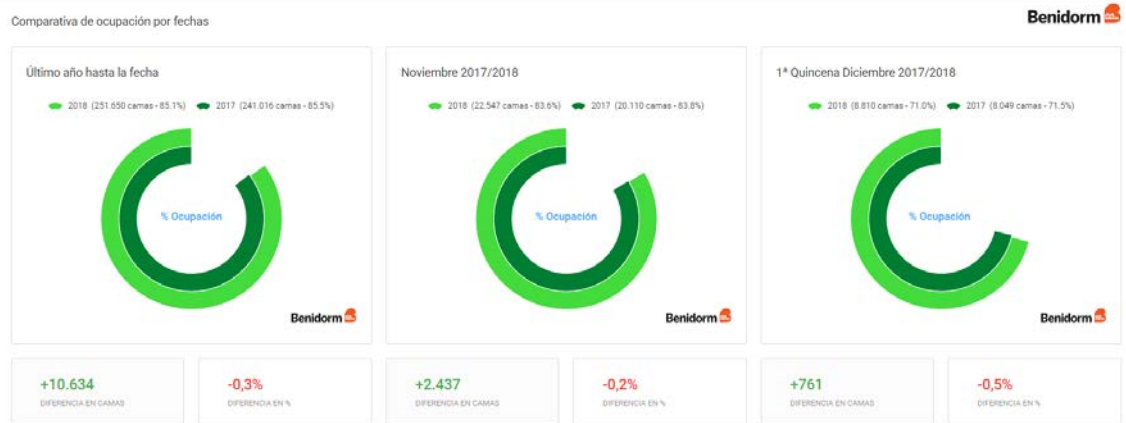 Comparativa de ocupación por fechas
Benidorm
Último año hasta la fecha
2018 (251.650 camas - 85.1%) 2017 (241.016 camas - 85.5%)
% Ocupación
Benidorm
Noviembre 2017/2018
2018 (22.547 camas - 83.6%) 2017 (20.110 camas - 83.8%)
% Ocupación
Benidorm
1ª Quincena Diciembre 2017/2018
2018 (8.810 camas - 71.0%) 2017 (8.049 camas - 71.5%)
% Ocupación
Benidorm
+10.634
DIFERENCIA EN CAMAS
-0,3%
DIFERENCIA EN %
+2.437
DIFERENCIA EN CAMAS
-0,2%
DIFERENCIA EN %
+761
DIFERENCIA EN CAMAS
-0,5%
DIFERENCIA EN %